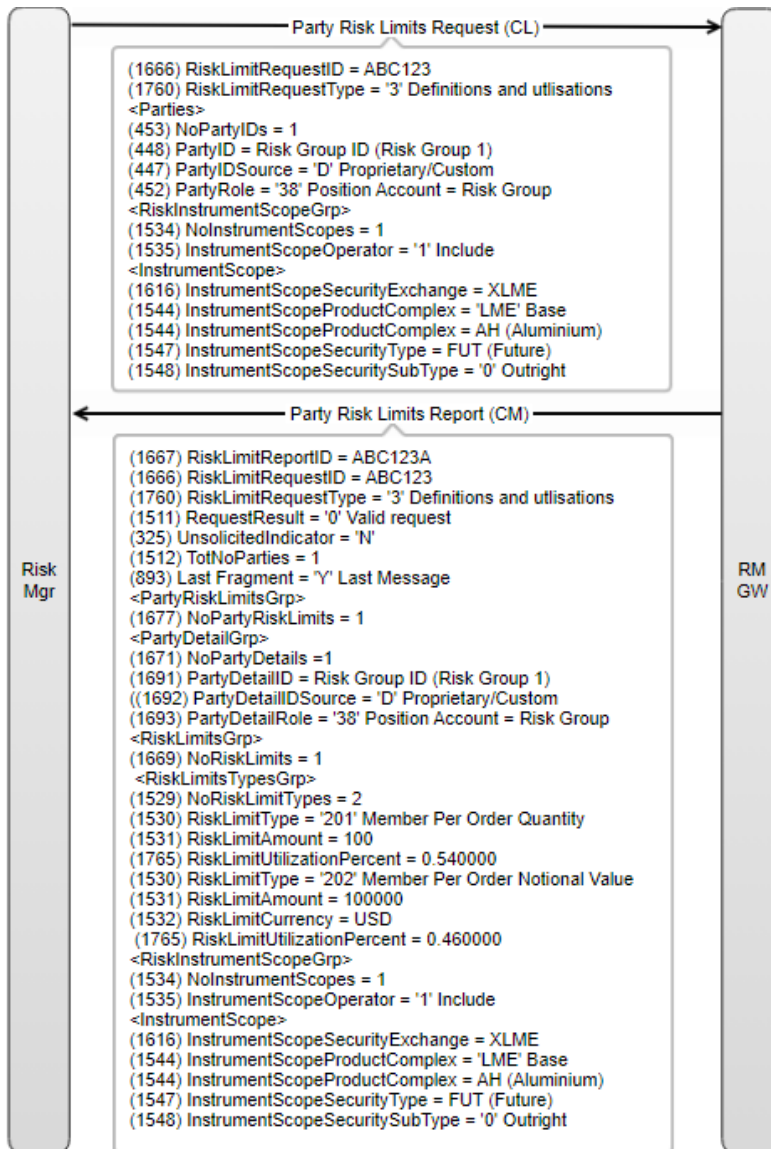 Party Risk Limits Request (CL)
(1666) RiskLimitRequestID = ABC123
(1760) RiskLimitRequestType = '3' Definitions and utlisations
<Parties>
(453) NoPartyIDs = 1
(448) PartyID = Risk Group ID (Risk Group 1)
(447) PartyIDSource = 'D' Proprietary/Custom
(452) PartyRole = '38' Position Account = Risk Group
<RiskInstrumentScopeGrp>
(1534) NoInstrumentScopes = 1
(1535) InstrumentScopeOperator = '1' Include
<InstrumentScope>
(1616) InstrumentScopeSecurityExchange = XLME
(1544) InstrumentScopeProductComplex = 'LME' Base
(1544) InstrumentScopeProductComplex = AH (Aluminium)
(1547) InstrumentScopeSecurityType = FUT (Future)
(1548) InstrumentScopeSecuritySubType = '0' Outright
Party Risk Limits Report (CM)
(1667) RiskLimitReportID = ABC123A
(1666) RiskLimitRequestID = ABC123
(1760) RiskLimitRequestType = '3' Definitions and utlisations
(1511) RequestResult = '0' Valid request
(325) UnsolicitedIndicator = 'N'
(1512) TotNoParties = 1
(893) Last Fragment = 'Y' Last Message
<PartyRiskLimitsGrp>
(1677) NoPartyRiskLimits = 1
<PartyDetailGrp>
(1671) NoPartyDetails =1
(1691) PartyDetailID = Risk Group ID (Risk Group 1)
((1692) PartyDetailIDSource = 'D' Proprietary/Custom
(1693) PartyDetailRole = '38' Position Account = Risk Group
<RiskLimitsGrp>
(1669) NoRiskLimits = 1
<RiskLimitsTypesGrp>
(1529) NoRiskLimitTypes = 2
(1530) RiskLimitType = '201' Member Per Order Quantity
(1531) RiskLimitAmount = 100
(1765) RiskLimitUtilizationPercent = 0.540000
(1530) RiskLimitType = '202' Member Per Order Notional Value
(1531) RiskLimitAmount = 100000
(1532) RiskLimitCurrency = USD
(1765) RiskLimitUtilizationPercent = 0.460000
<RiskInstrumentScopeGrp>
(1534) NoInstrumentScopes = 1
(1535) InstrumentScopeOperator = '1' Include
<InstrumentScope>
(1616) InstrumentScopeSecurityExchange = XLME
(1544) InstrumentScopeProductComplex = 'LME' Base
(1544) InstrumentScopeProductComplex = AH (Aluminium)
(1547) InstrumentScopeSecurityType = FUT (Future)
(1548) InstrumentScopeSecuritySubType = '0' Outright
Risk
Mgr
RM
GW